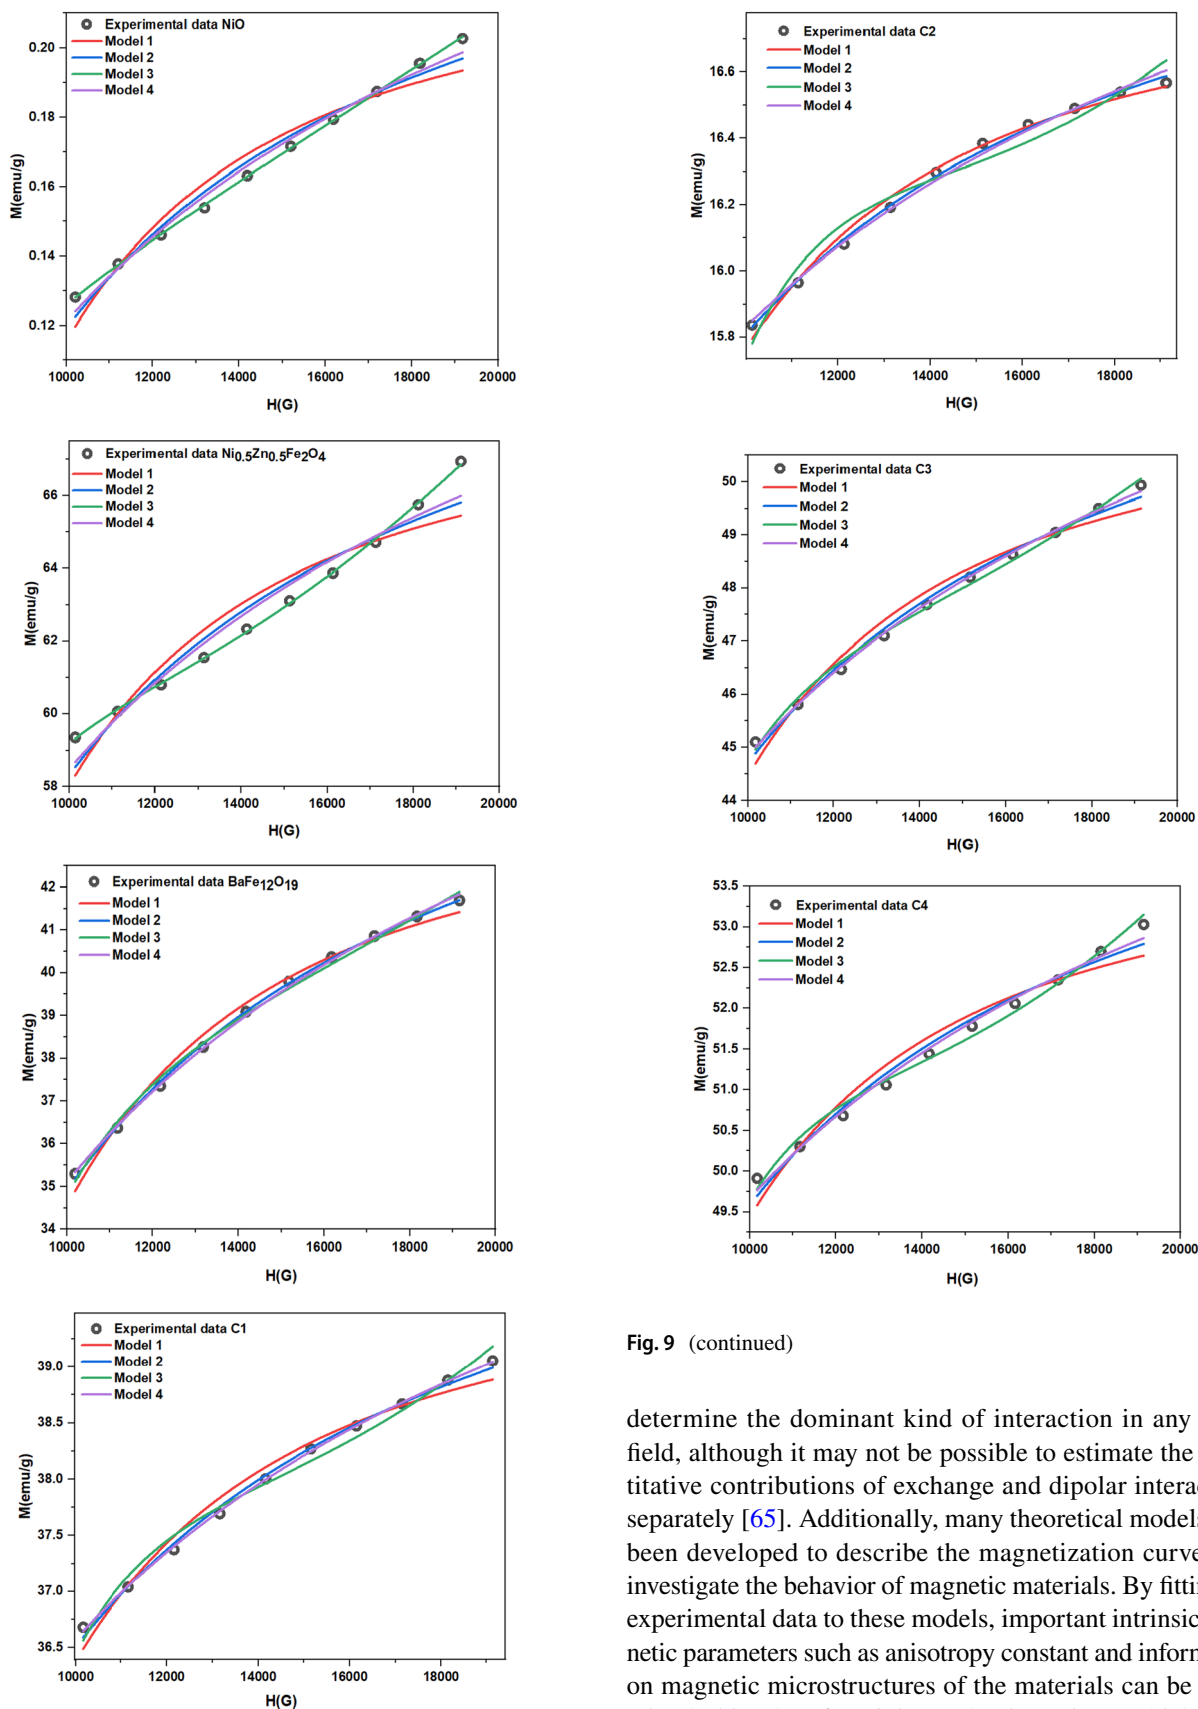 Experimental data NiO
Model 1
Model 2
Model 3
Model 4
0.20
0.18
0.16
0.14
0.12
M(emu/g)
10000 12000 14000 16000 18000 20000
H(G)
Experimental data Ni0.5Zn0.5Fe2O4
Model 1
Model 2
Model 3
Model 4
66
64
62
60
58
M(emu/g)
10000 12000 14000 16000 18000 20000
H(G)
Experimental data BaFe12O19
Model 1
Model 2
Model 3
Model 4
42
41
40
39
38
37
36
35
34
M(emu/g)
10000 12000 14000 16000 18000 20000
H(G)
Experimental data C1
Model 1
Model 2
Model 3
Model 4
39.0
38.5
38.0
37.5
37.0
36.5
M(emu/g)
10000 12000 14000 16000 18000
H(G)
Experimental data C2
Model 1
Model 2
Model 3
Model 4
16.6
16.4
16.2
16.0
15.8
M(emu/g)
12000 14000 16000 18000
H(G)
Experimental data C3
Model 1
Model 2
Model 3
Model 4
50
49
48
47
46
45
44
M(emu/g)
10000 12000 14000 16000 18000 20000
H(G)
Experimental data C4
Model 1
Model 2
Model 3
Model 4
53.5
53.0
52.5
52.0
51.5
51.0
50.5
50.0
49.5
M(emu/g)
10000 12000 14000 16000 18000 20000
H(G)
Fig. 9 (continued)
determine the dominant kind of interaction in any
field, although it may not be possible to estimate the
titative contributions of exchange and dipolar interac
separately [65]. Additionally, many theoretical models
been developed to describe the magnetization curve
investigate the behavior of magnetic materials. By fittin
experimental data to these models, important intrinsic
netic parameters such as anisotropy constant and inform
on magnetic microstructures of the materials can be